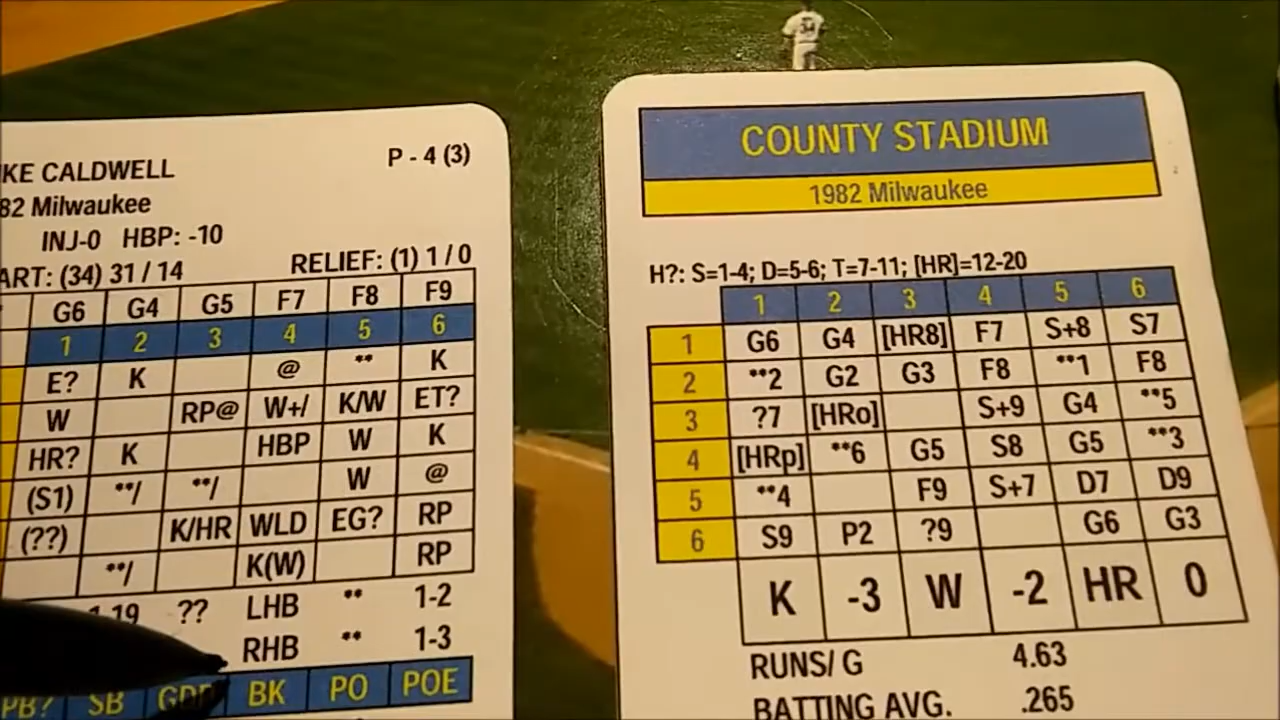 34
KE CALDWELL
P - 4 (3)
82 Milwaukee
INJ-0 HBP: -10
ART: (34) 31 / 14
RELIEF: (1) 1 / 0
G6 G4 G5 F7 F8 F9
1 2 3 4 5 6
E? K @ ** K
W RP@ W+/ K/W ET?
HR? K HBP W K
(S1) **/ **/ W @
(??) K/HR WLD EG? RP
**/ K(W) RP
1-19 ?? LHB ** 1-2
RHB ** 1-3
PB? SB GDP BK PO POE
COUNTY STADIUM
1982 Milwaukee
H?: S=1-4; D=5-6; T=7-11; [HR]=12-20
1 2 3 4 5 6
1 G6 G4 [HR8] F7 S+8 S7
2 **2 G2 G3 F8 **1 F8
3 ?7 [HRo] S+9 G4 **5
4 [HRp] **6 G5 S8 G5 **3
5 **4 F9 S+7 D7 D9
6 S9 P2 ?9 G6 G3
K -3 W -2 HR 0
RUNS/ G 4.63
BATTING AVG. .265